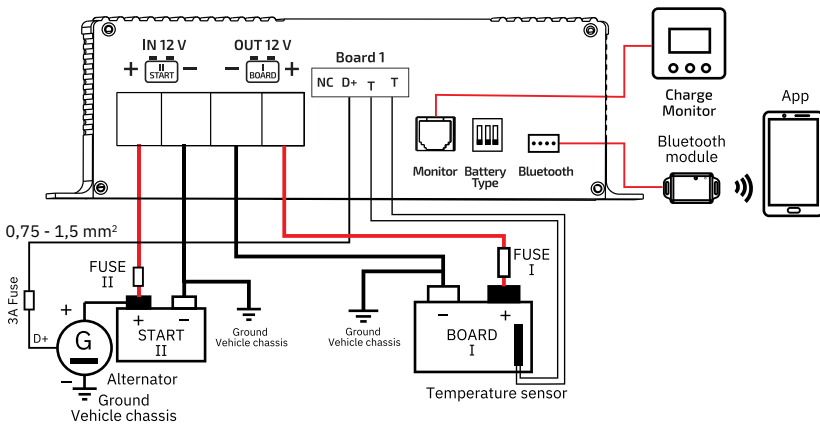 IN 12 V
+ II START −
OUT 12 V
− I BOARD +
Board 1
NC D+ T T
Monitor
Battery
Type
Bluetooth
Charge
Monitor
App
Bluetooth
module
0,75 - 1,5 mm²
3A Fuse
FUSE
II
FUSE
I
+
D+
G
−
Alternator
Ground
Vehicle chassis
+ −
START
II
Ground
Vehicle chassis
Ground
Vehicle chassis
− +
BOARD
I
Temperature sensor